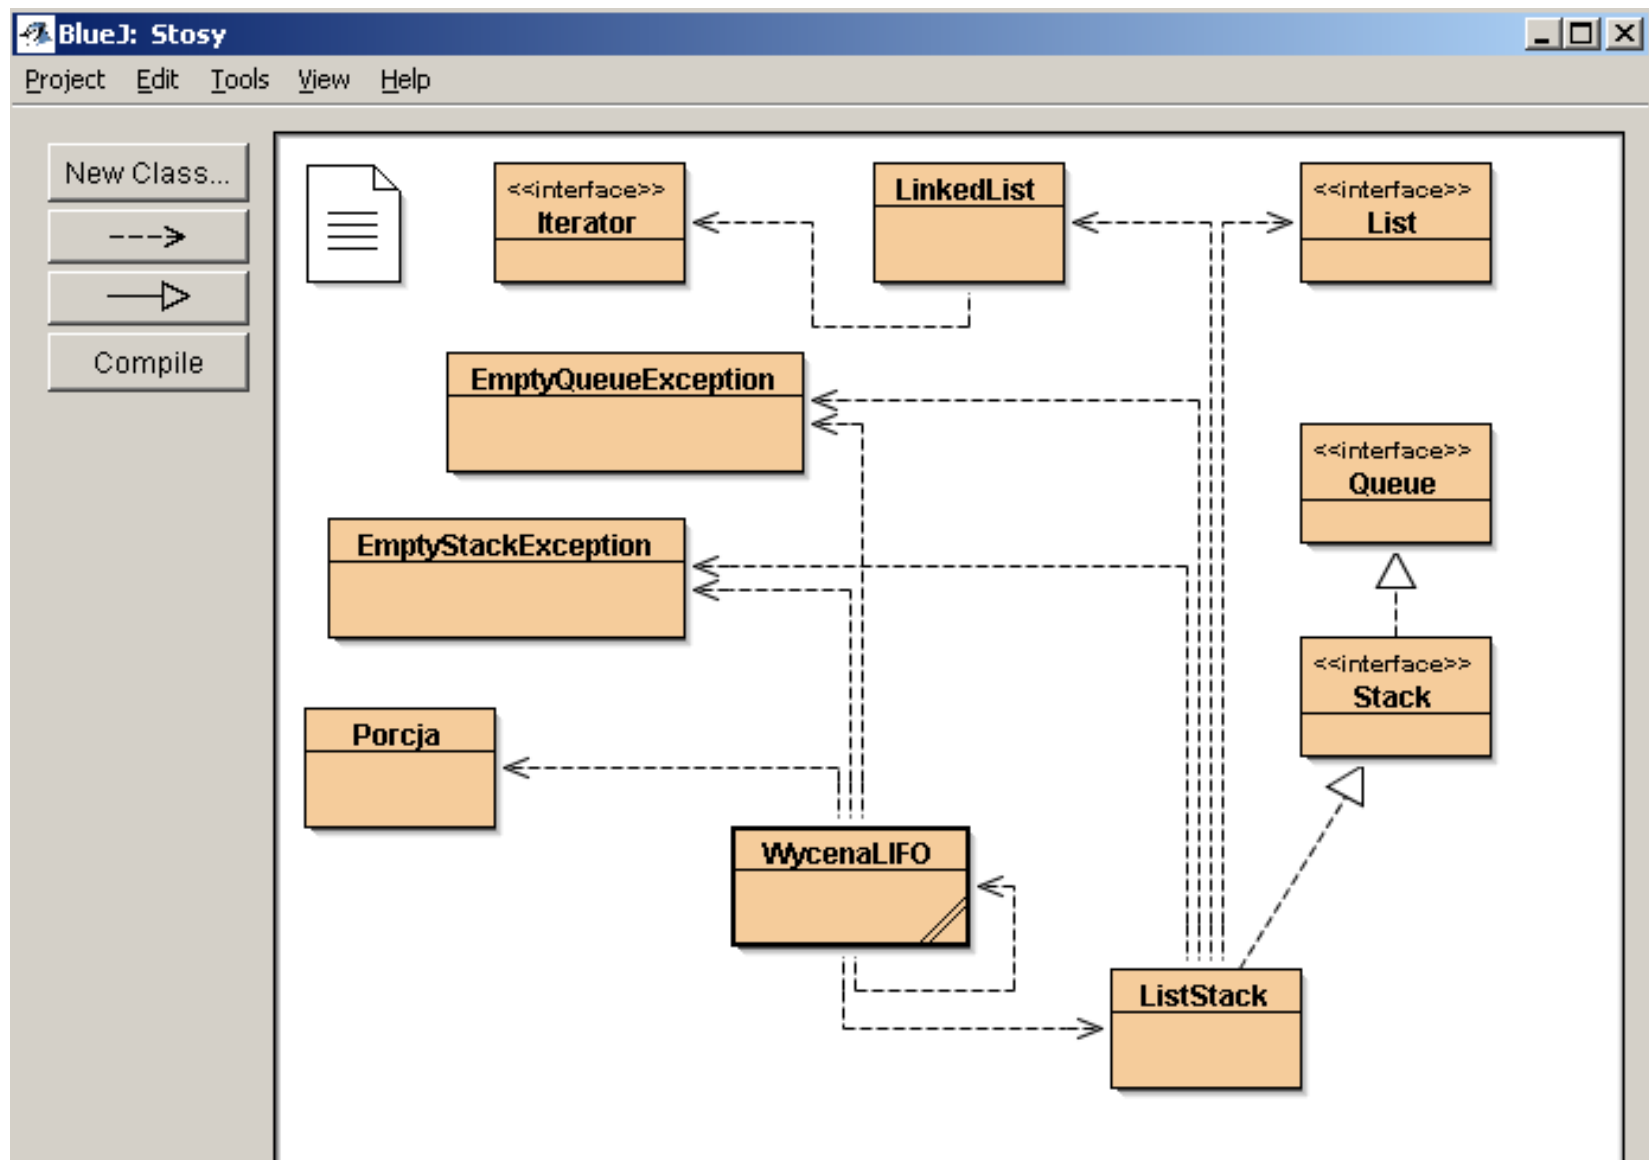 BlueJ: Stosy
Project Edit Tools View Help
New Class...
Compile
<<interface>>
Iterator
LinkedList
<<interface>>
List
EmptyQueueException
<<interface>>
Queue
EmptyStackException
<<interface>>
Stack
Porcja
WycenaLIFO
ListStack